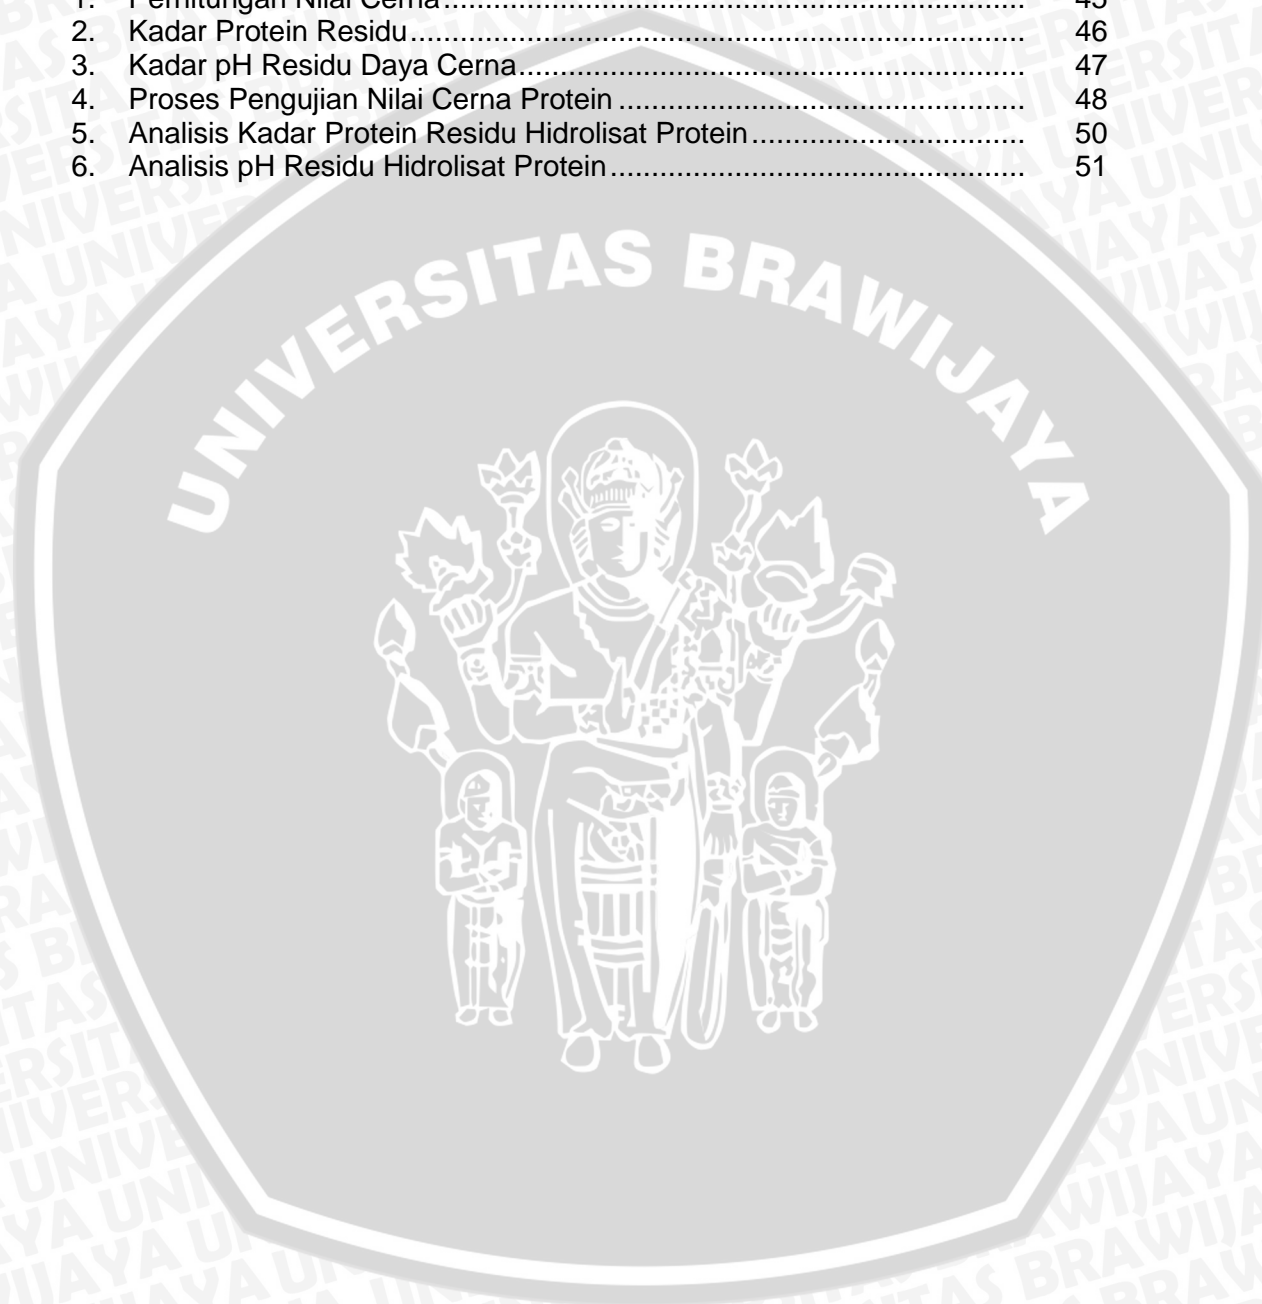 1. Perhitungan Nilai Cerna........................................................................ 45
2. Kadar Protein Residu........................................................................... 46
3. Kadar pH Residu Daya Cerna.............................................................. 47
4. Proses Pengujian Nilai Cerna Protein .................................................. 48
5. Analisis Kadar Protein Residu Hidrolisat Protein ................................. 50
6. Analisis pH Residu Hidrolisat Protein................................................... 51
UNIVERSITAS BRAWIJAYA